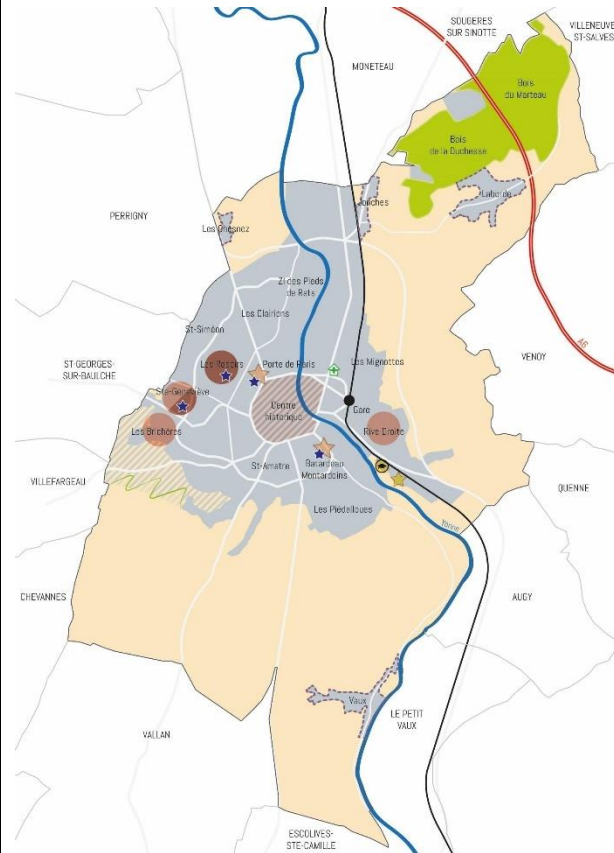 SOUGERES
SUR SINOTTE
VILLENEUVE
ST-SALVES
MONETEAU
Bois
du Marteau
Bois
de la Duchesse
Laborde
Jonches
PERRIGNY
Les Chesnez
ZI des Pieds
de Rats
Les Clairions
St-Siméon
A6
ST-GEORGES-
SUR-BAULCHE
Les Rosoirs
Porte de Paris
Les Mignottes
VENOY
Ste-Geneviève
Centre
historique
Gare
Les Brichères
Rive Droite
St-Amatre
Batardeau
Montardoins
VILLEFARGEAU
QUENNE
Les Piédalloues
Yonne
CHEVANNES
AUGY
Vaux
LE PETIT
VAUX
VALLAN
ESCOLIVES-
STE-CAMILLE